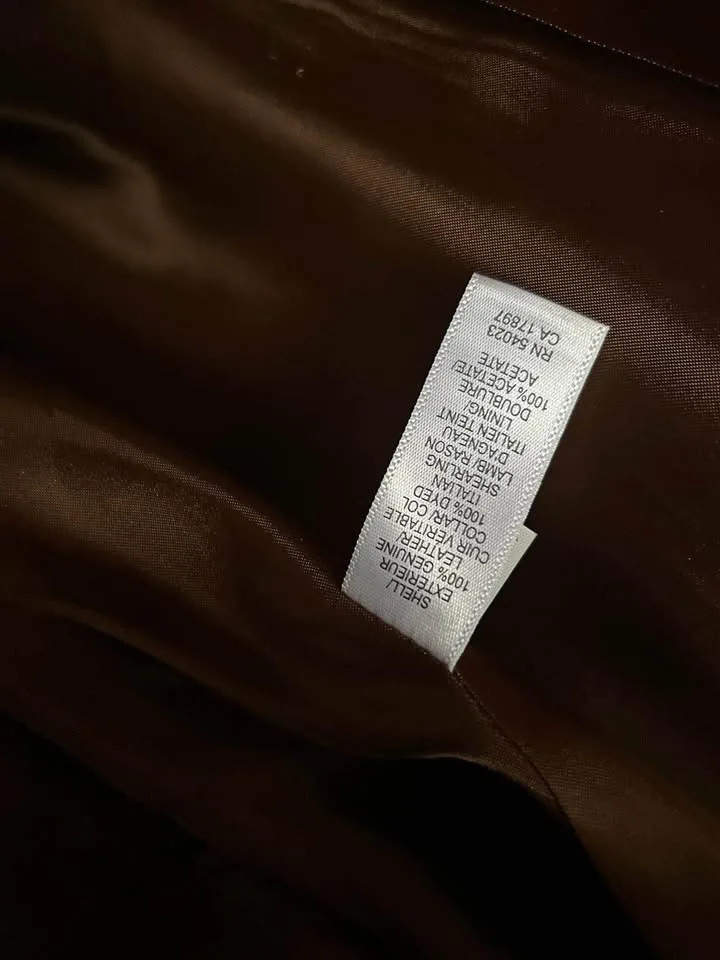 SHELL/
EXTERIEUR
100% GENUINE
LEATHER/
CUIR VERITABLE
COLLAR/ COL
100% DYED
ITALIAN
SHEARLING
LAMB/ RASON
D'AGNEAU
ITALIEN TEINT
LINING/
DOUBLURE
100% ACETATE/
ACETATE
RN 54023
CA 17897